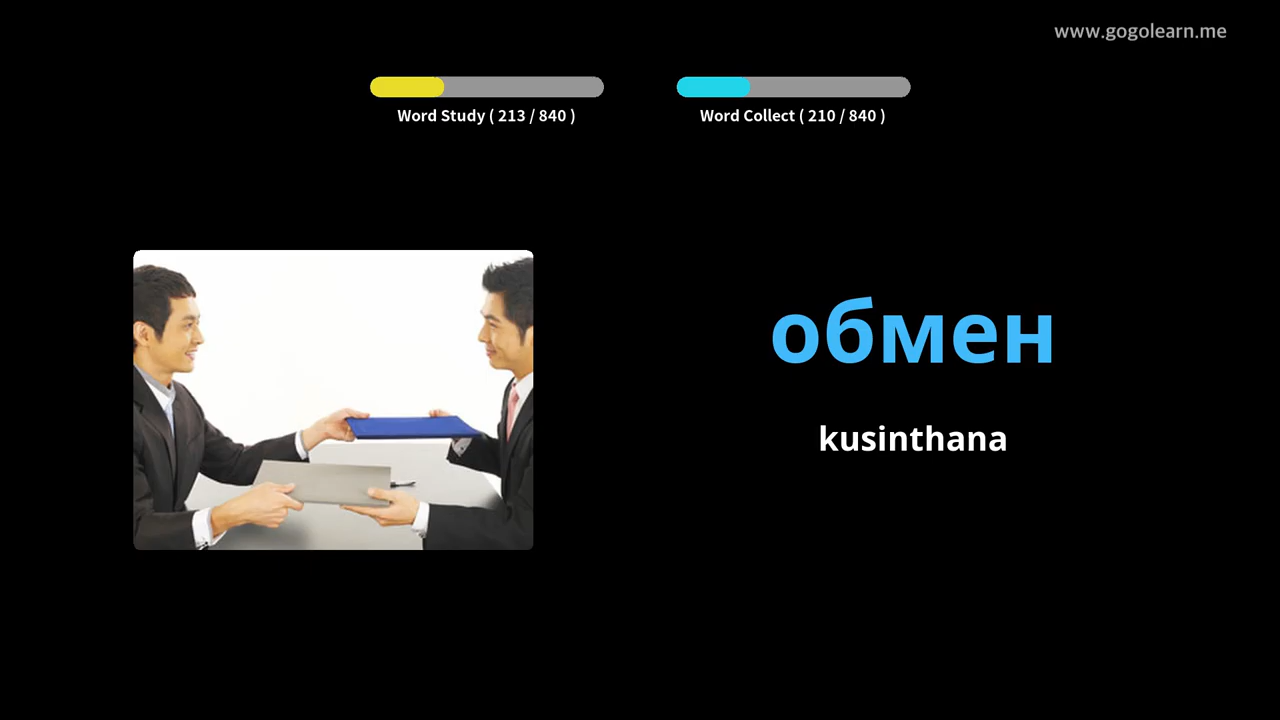 www.gogolearn.me
Word Study ( 213 / 840 )
Word Collect ( 210 / 840 )
обмен
kusinthana